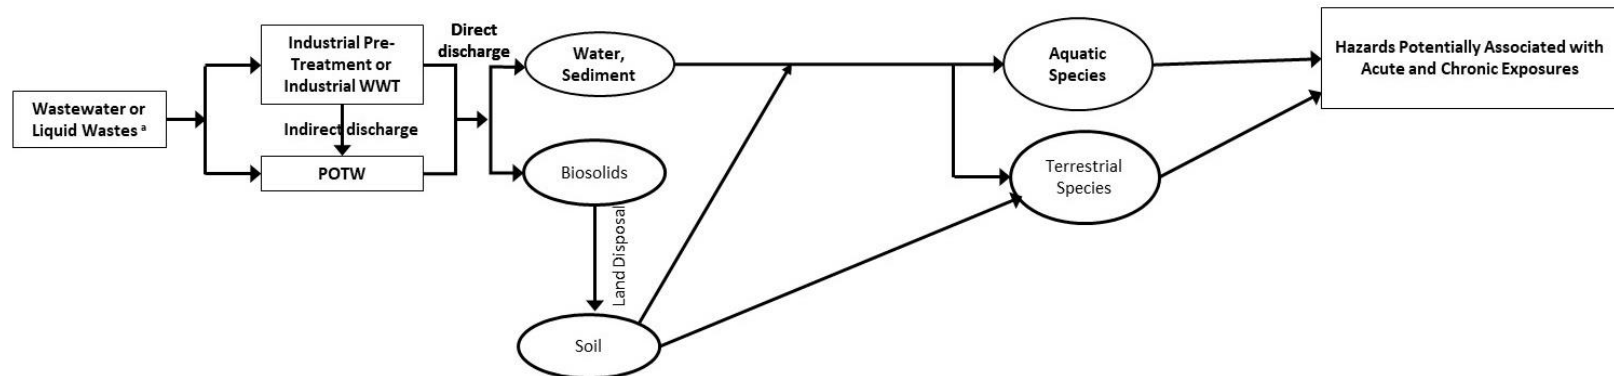 Wastewater or
Liquid Wastes ª
Industrial Pre-
Treatment or
Industrial WWT
Indirect discharge
POTW
Direct
discharge
Water,
Sediment
Biosolids
Land Disposal
Soil
Aquatic
Species
Terrestrial
Species
Hazards Potentially Associated with
Acute and Chronic Exposures